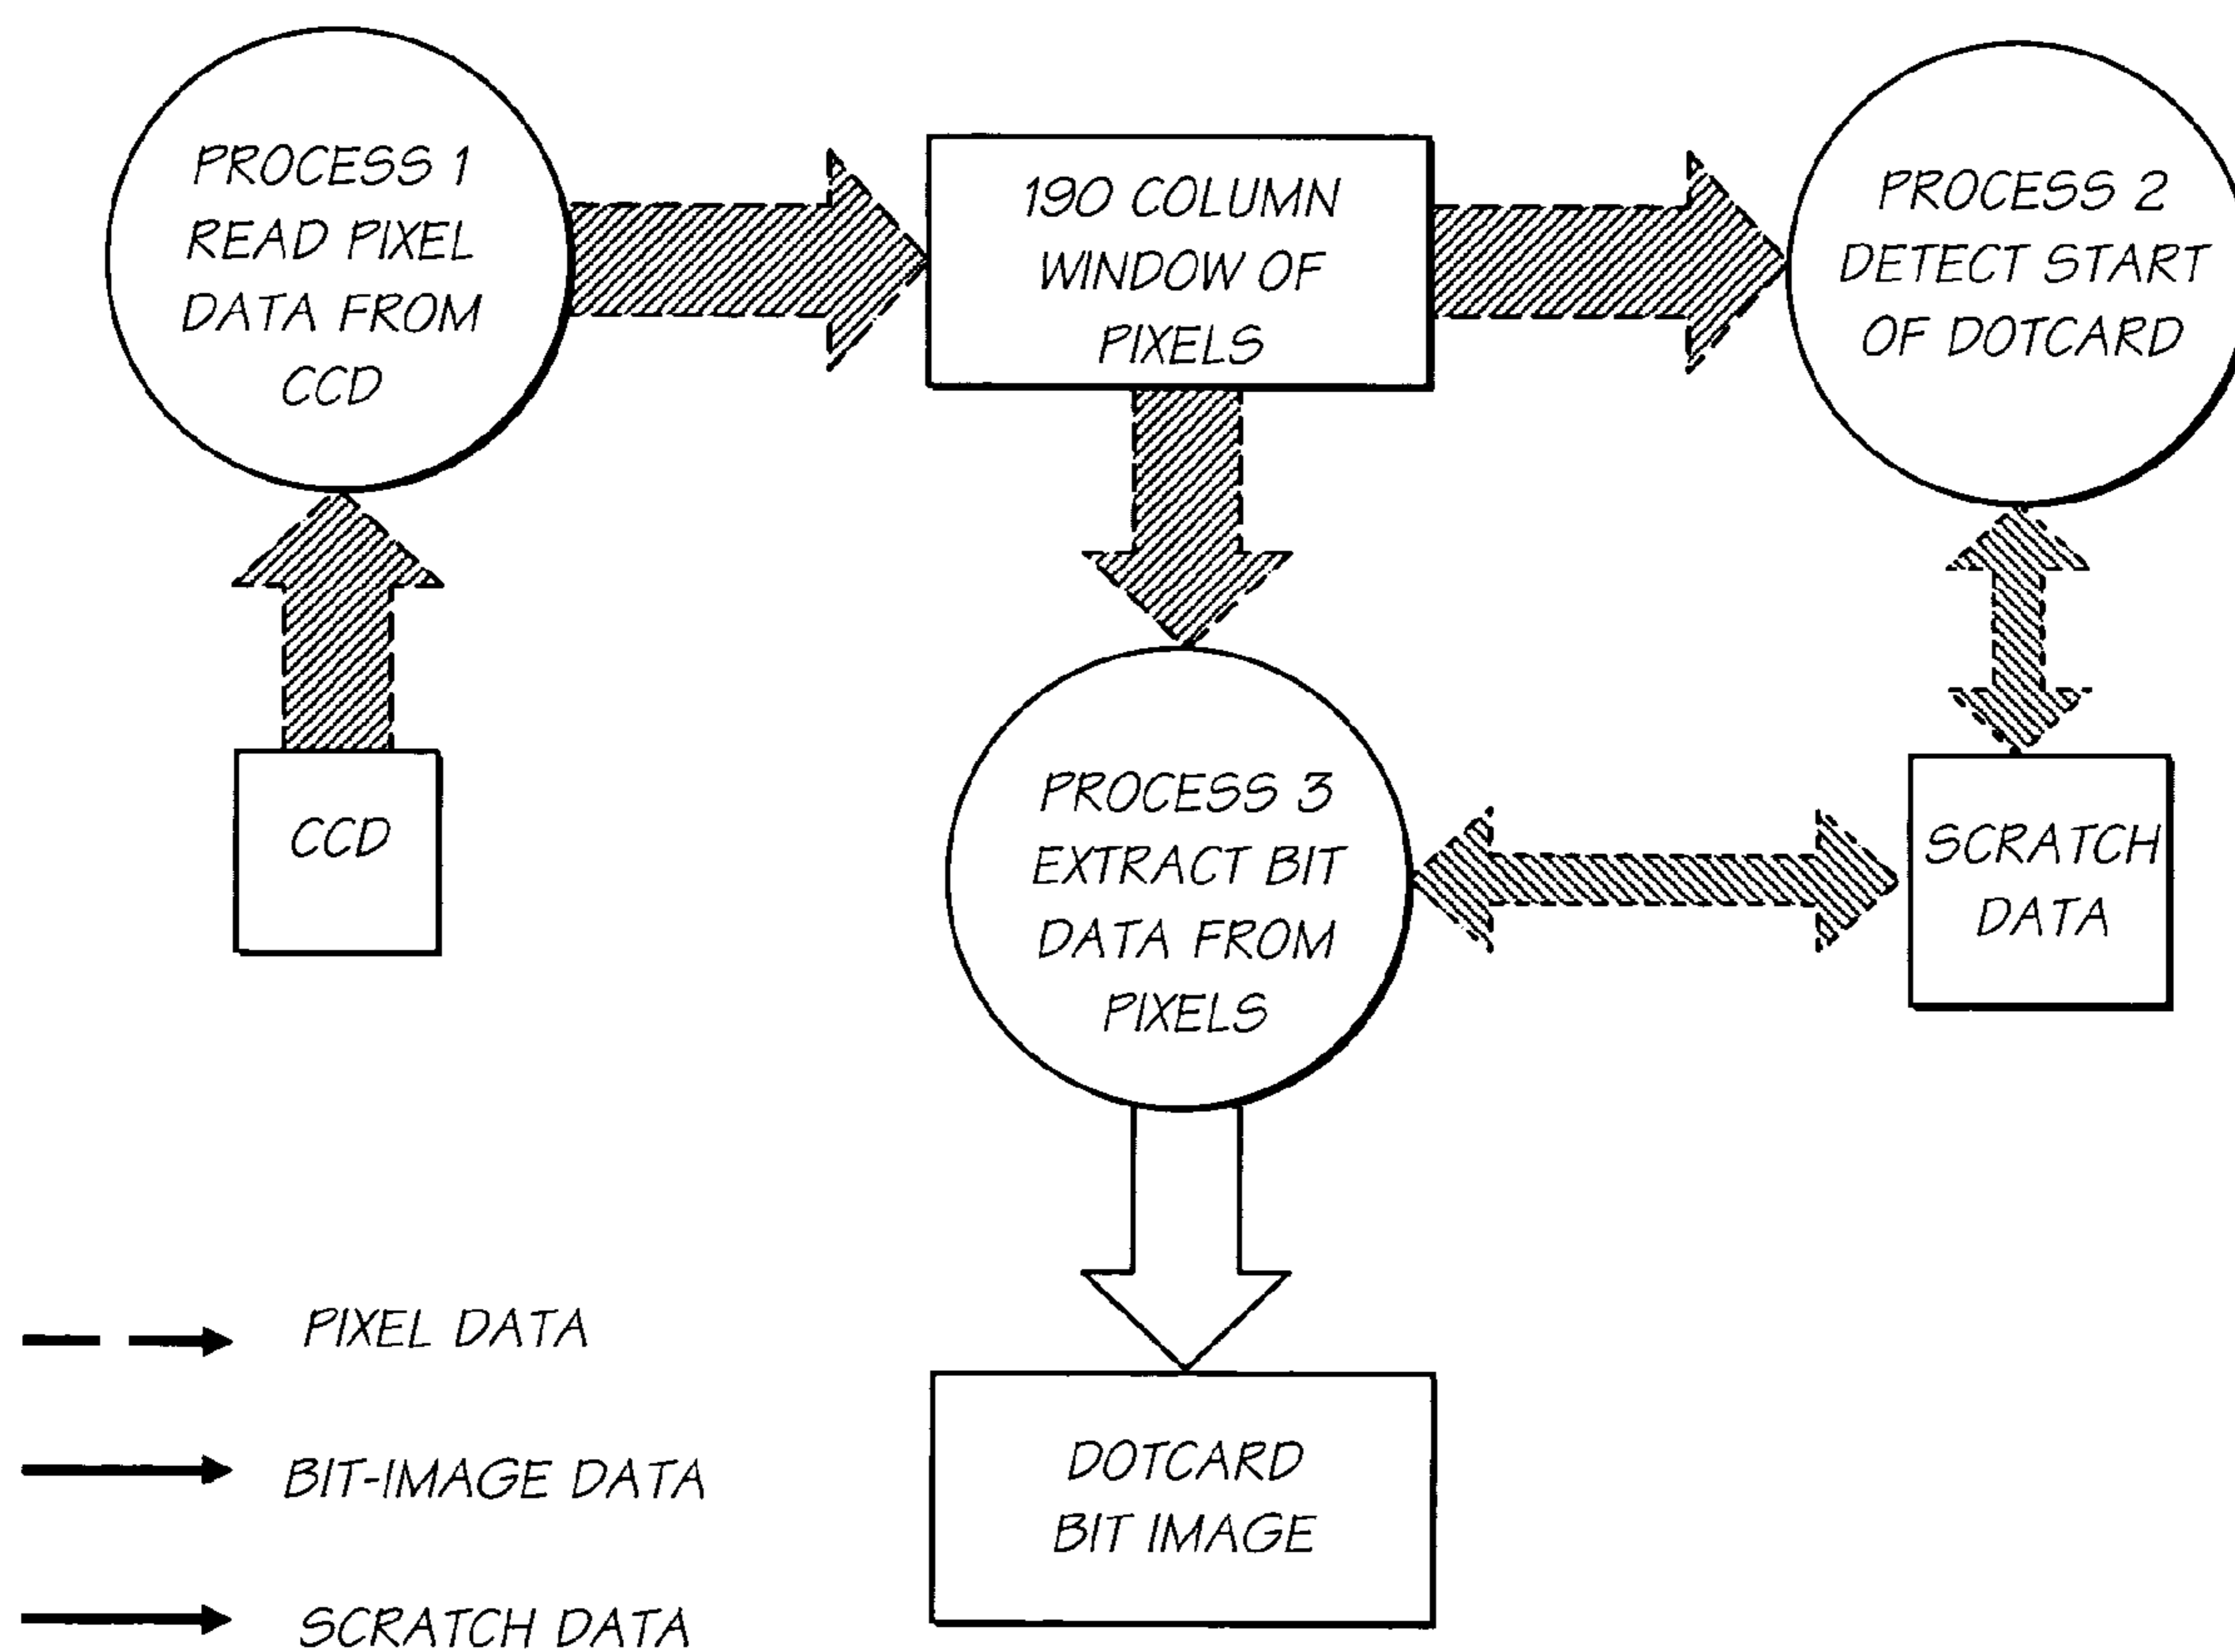 PROCESS 1
READ PIXEL
DATA FROM
CCD
190 COLUMN
WINDOW OF
PIXELS
PROCESS 2
DETECT START
OF DOTCARD
CCD
PROCESS 3
EXTRACT BIT
DATA FROM
PIXELS
SCRATCH
DATA
DOTCARD
BIT IMAGE
PIXEL DATA
BIT-IMAGE DATA
SCRATCH DATA